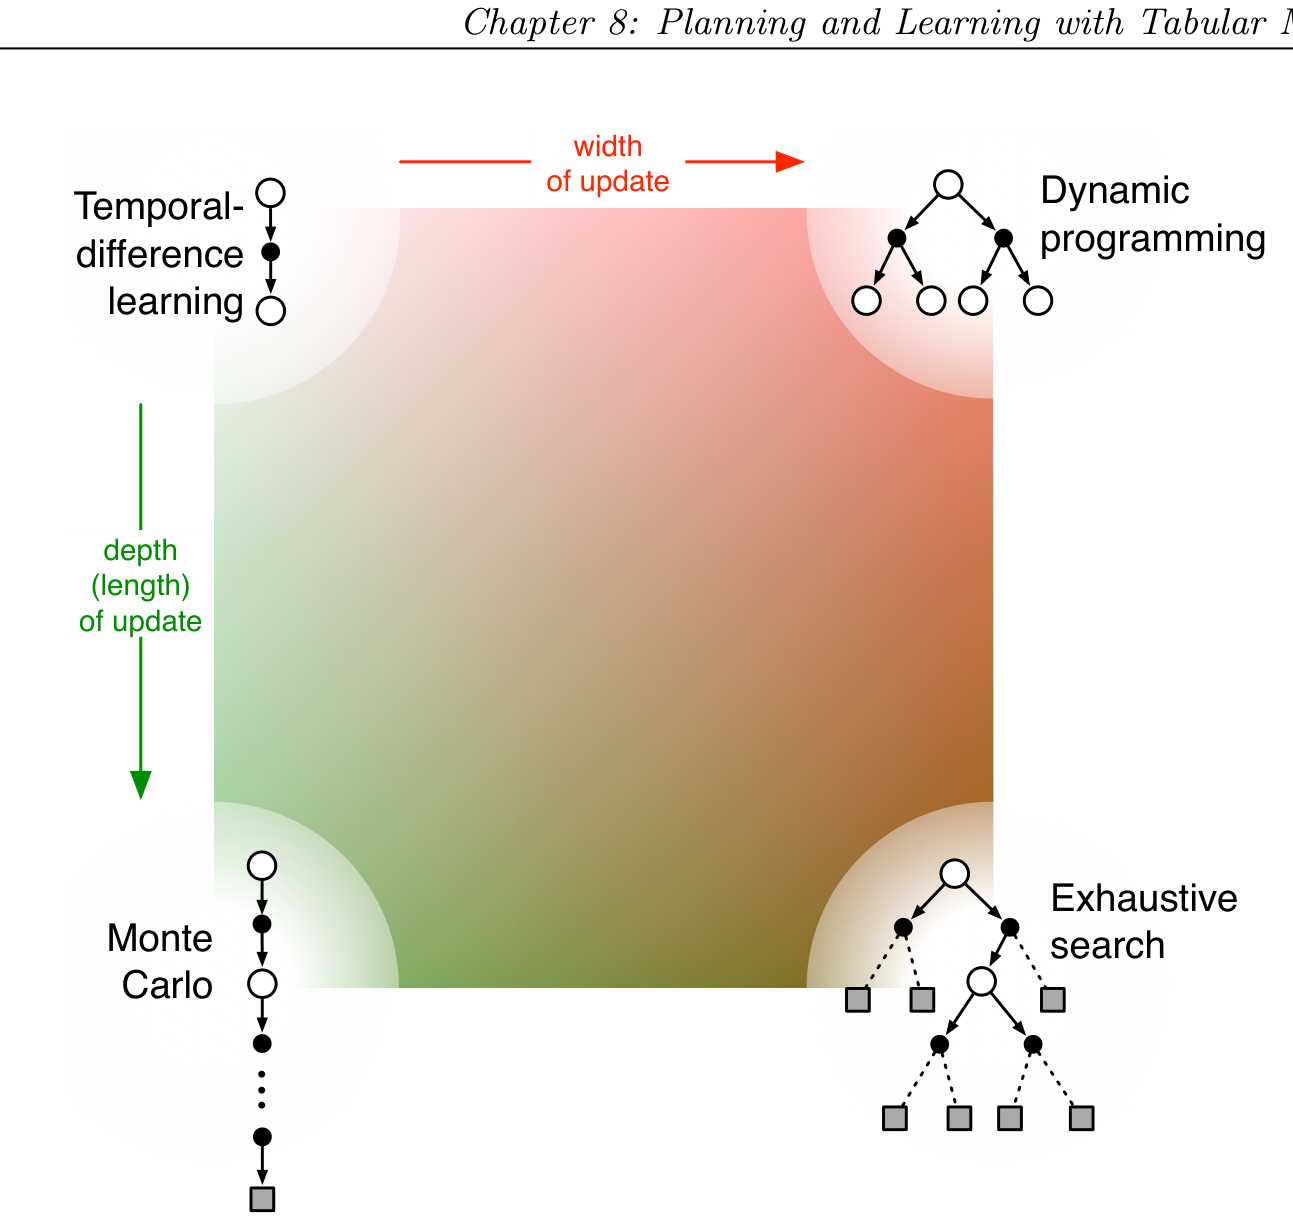 Chapter 8: Planning and Learning with Tabular
width
of update
Temporal-
difference
learning
Dynamic
programming
depth
(length)
of update
Monte
Carlo
Exhaustive
search